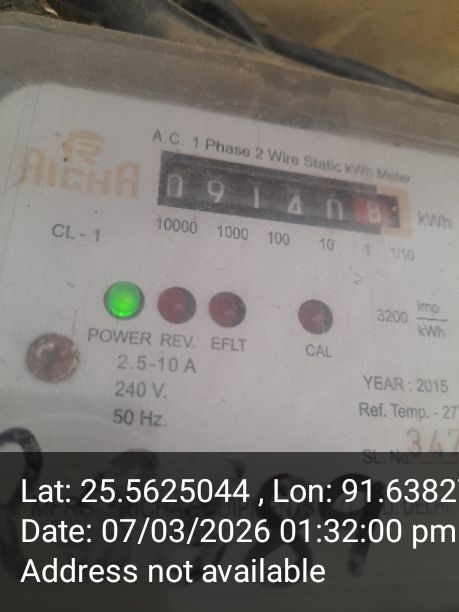 A.C. 1 Phase 2 Wire Static kWh Meter.
RICHA
0 9 1 4 0 8 kWh
CL - 1
10000 1000 100 10 1 1/10
3200 Imp/kWh
POWER REV. EFLT CAL
2.5-10 A
240 V.
50 Hz.
YEAR : 2015
Ref. Temp. - 27
SL. No. 347
Lat: 25.5625044 , Lon: 91.6382
Date: 07/03/2026 01:32:00 pm
Address not available